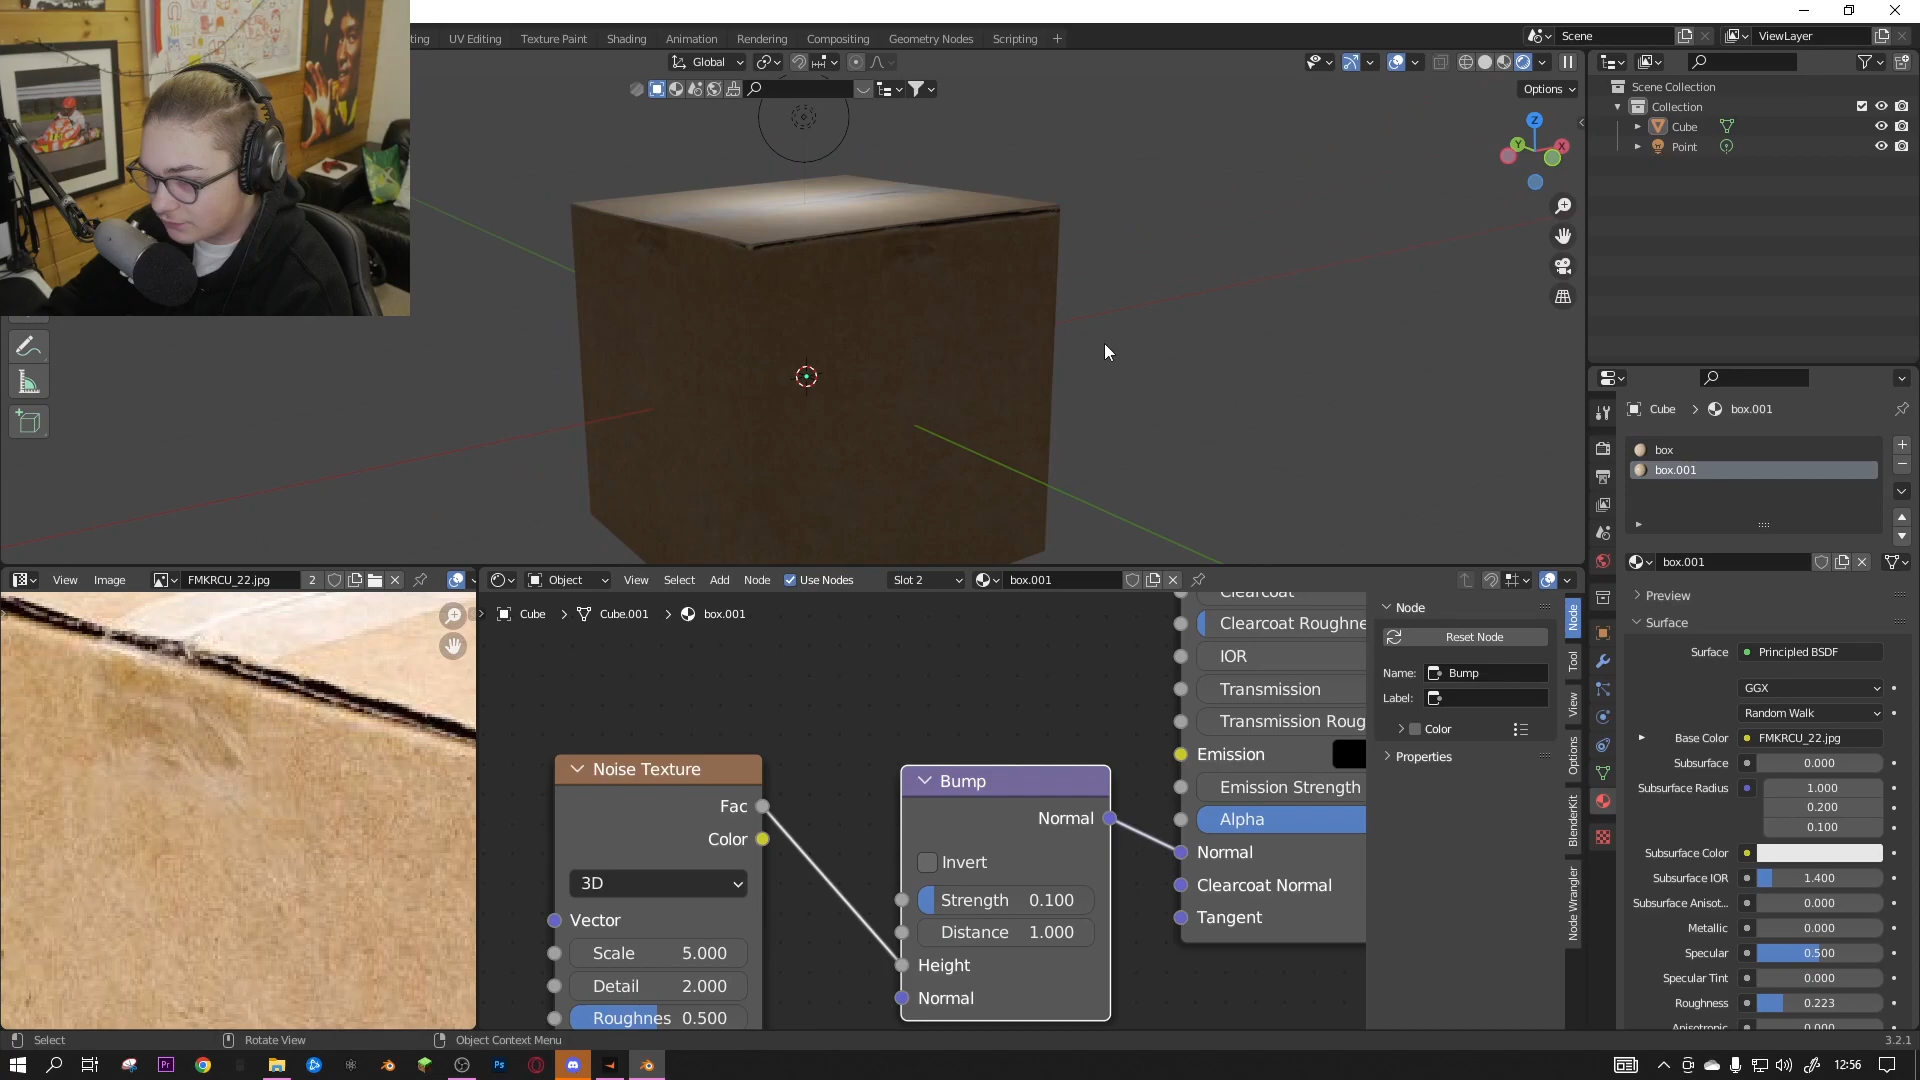 ting UV Editing Texture Paint Shading Animation Rendering Compositing Geometry Nodes Scripting +
Scene ViewLayer
Global
Options
Z
Y X
Scene Collection
Collection
Cube
Point
Cube > box.001
box
box.001
box.001
Preview
Surface
Surface Principled BSDF
GGX
Random Walk
Base Color FMKRCU_22.jpg
Subsurface 0.000
Subsurface Radius 1.000
0.200
0.100
Subsurface Color
Subsurface IOR 1.400
Subsurface Anisot... 0.000
Metallic 0.000
Specular 0.500
Specular Tint 0.000
Roughness 0.223
Anisotropic 0.000
View Image FMKRCU_22.jpg 2
Object View Select Add Node Use Nodes Slot 2 box.001
Cube > Cube.001 > box.001
Noise Texture
Fac
Color
3D
Vector
Scale 5.000
Detail 2.000
Roughnes 0.500
Bump
Normal
Invert
Strength 0.100
Distance 1.000
Height
Normal
Clearcoat
Clearcoat Roughne
IOR
Transmission
Transmission Roug
Emission
Emission Strength
Alpha
Normal
Clearcoat Normal
Tangent
Node
Reset Node
Name: Bump
Label:
Color
Properties
Node
Tool
View
Options
BlenderKit
Node Wrangler
Select Rotate View Object Context Menu 3.2.1
Pr Ps 12:56